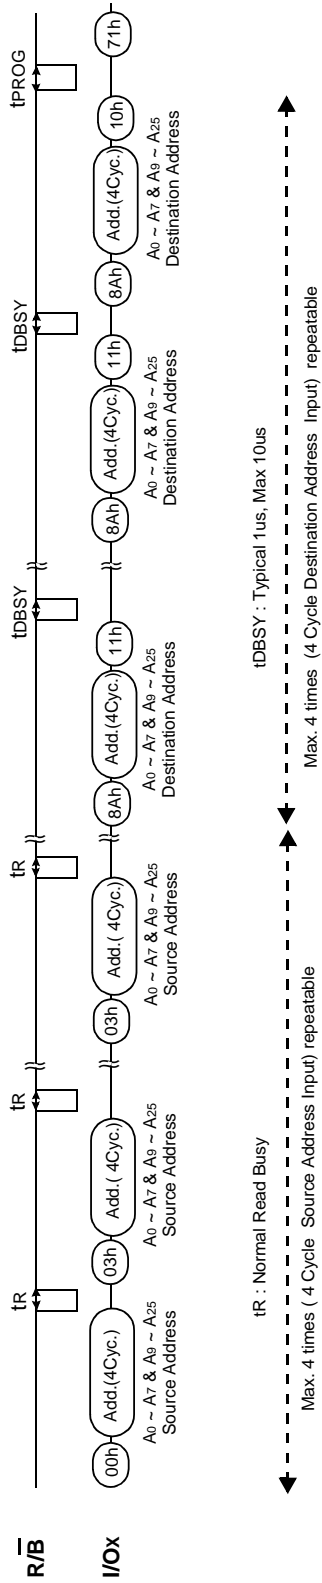 R/B
tR
tR
tR
tDBSY
tDBSY
tPROG
I/OX
00h
Add.(4Cyc.)
03h
Add.( 4Cyc.)
03h
Add.( 4Cyc.)
8Ah
Add.(4Cyc.)
11h
8Ah
Add.(4Cyc.)
11h
8Ah
Add.(4Cyc.)
10h
71h
A0 ~ A7 & A9 ~ A25
Source Address
A0 ~ A7 & A9 ~ A25
Source Address
A0 ~ A7 & A9 ~ A25
Source Address
A0 ~ A7 & A9 ~ A25
Destination Address
A0 ~ A7 & A9 ~ A25
Destination Address
A0 ~ A7 & A9 ~ A25
Destination Address
tR : Normal Read Busy
tDBSY : Typical 1us, Max 10us
Max. 4 times ( 4 Cycle Source Address Input) repeatable
Max. 4 times (4 Cycle Destination Address Input) repeatable